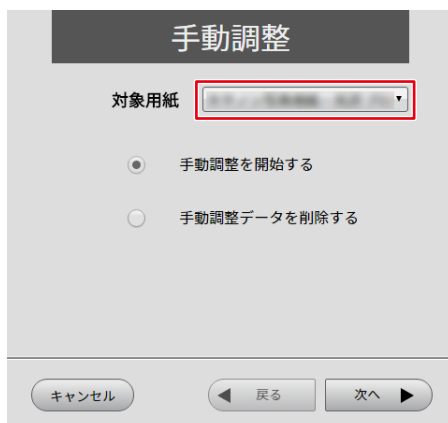 手動調整
対象用紙
手動調整を開始する
手動調整データを削除する
キャンセル
戻る
次へ